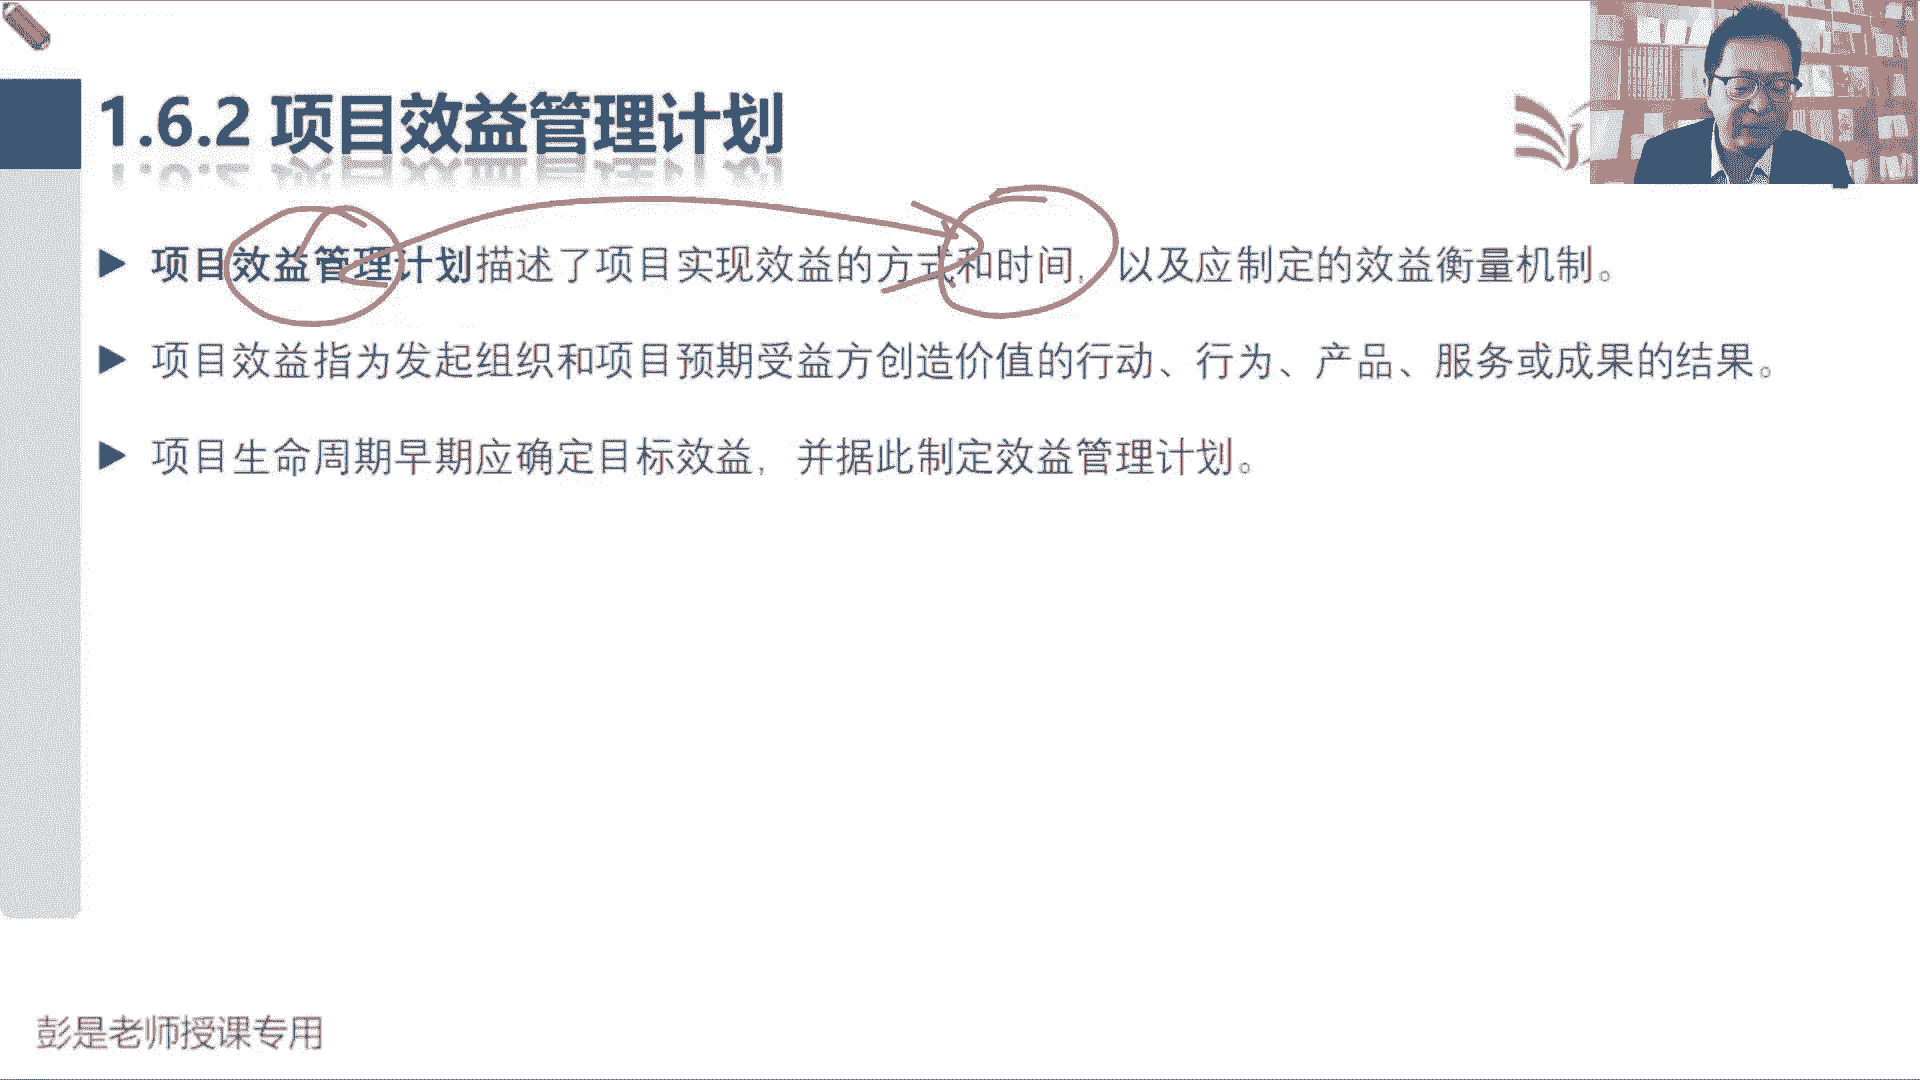 1.6.2 项目效益管理计划
项目效益管理计划描述了项目实现效益的方式和时间，以及应制定的效益衡量机制。
项目效益指为发起组织和项目预期受益方创造价值的行动、行为、产品、服务或成果的结果。
项目生命周期早期应确定目标效益，并据此制定效益管理计划。
彭是老师授课专用